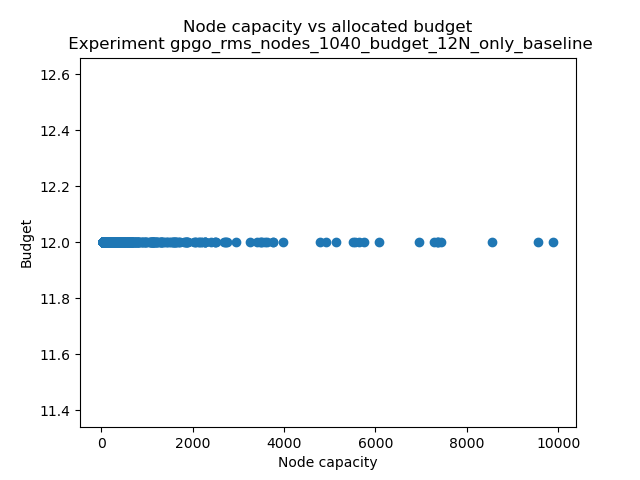 Node capacity vs allocated budget
Experiment gpgo_rms_nodes_1040_budget_12N_only_baseline
12.6
12.4
12.2
12.0
11.8
11.6
11.4
Budget
0 2000 4000 6000 8000 10000
Node capacity